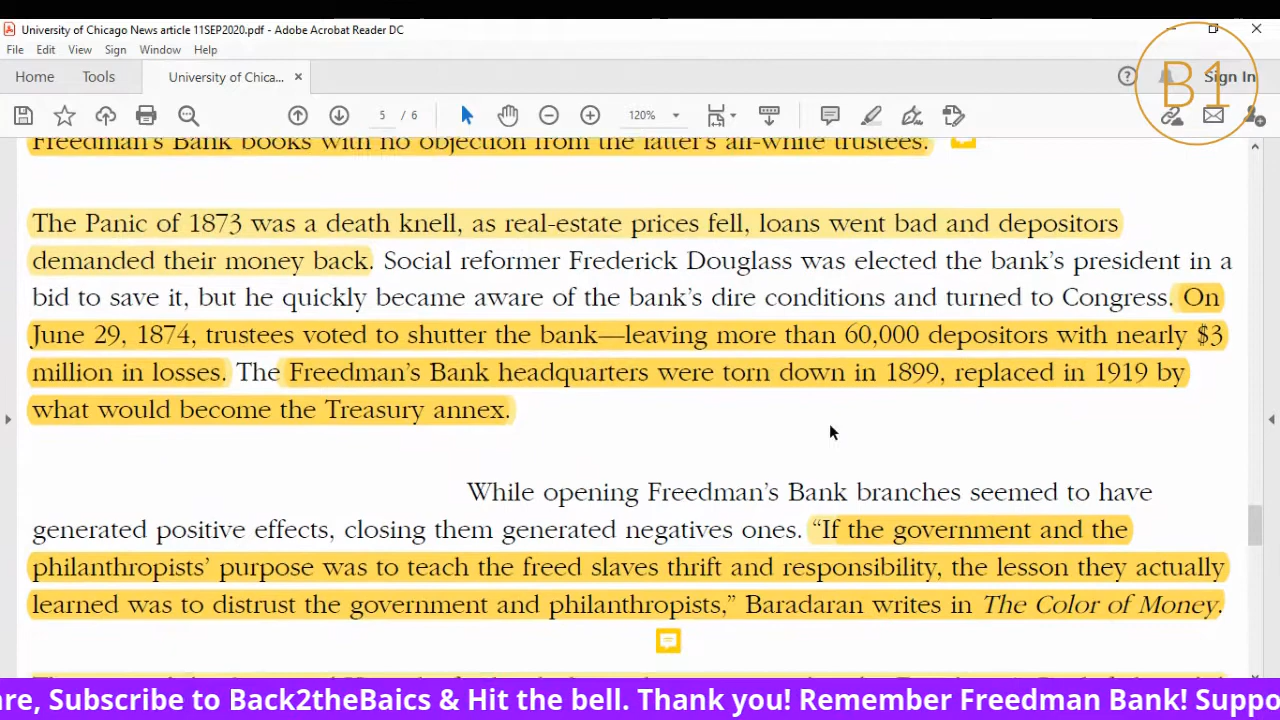 University of Chicago News article 11SEP2020.pdf - Adobe Acrobat Reader DC
File Edit View Sign Window Help
Home Tools University of Chica... × Sign In
B1
5 / 6 120%
Freedman's Bank books with no objection from the latter's all-white trustees.
The Panic of 1873 was a death knell, as real-estate prices fell, loans went bad and depositors
demanded their money back. Social reformer Frederick Douglass was elected the bank's president in a
bid to save it, but he quickly became aware of the bank's dire conditions and turned to Congress. On
June 29, 1874, trustees voted to shutter the bank—leaving more than 60,000 depositors with nearly $3
million in losses. The Freedman's Bank headquarters were torn down in 1899, replaced in 1919 by
what would become the Treasury annex.
While opening Freedman's Bank branches seemed to have
generated positive effects, closing them generated negatives ones. “If the government and the
philanthropists' purpose was to teach the freed slaves thrift and responsibility, the lesson they actually
learned was to distrust the government and philanthropists,” Baradaran writes in The Color of Money.
are, Subscribe to Back2theBaics & Hit the bell. Thank you! Remember Freedman Bank! Suppo